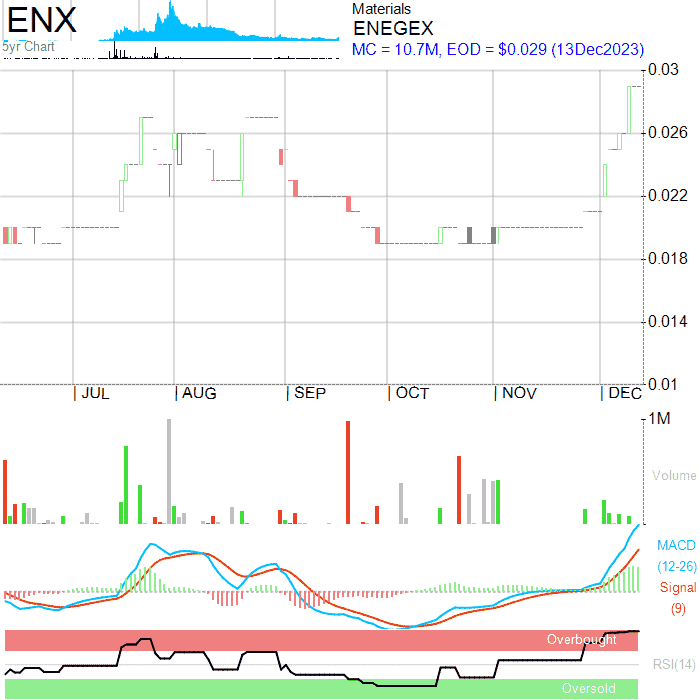 ENX
5yr Chart
Materials
ENEGEX
MC = 10.7M, EOD = $0.029 (13Dec2023)
0.03
0.026
0.022
0.018
0.014
0.01
| JUL | AUG | SEP | OCT | NOV | DEC
1M
Volume
MACD
(12-26)
Signal
(9)
Overbought
RSI(14)
Oversold